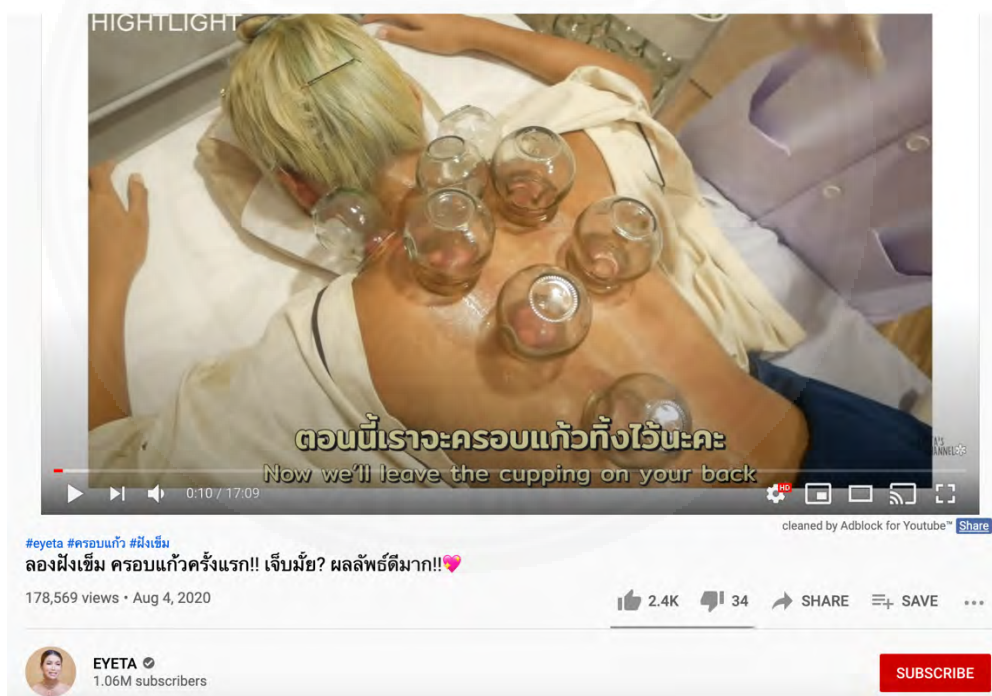 HIGHTLIGHT
ตอนนี้เราจะครอบแก้วทิ้งไว้นะคะ
Now we'll leave the cupping on your back
0:10 / 17:09
HD
cleaned by Adblock for Youtube™ Share
#eyeta #ครอบแก้ว #ฝังเข็ม
ลองฝังเข็ม ครอบแก้วครั้งแรก!! เจ็บมั้ย? ผลลัพธ์ดีมาก!!💖
178,569 views • Aug 4, 2020
2.4K 34 SHARE SAVE
EYETA
1.06M subscribers
SUBSCRIBE